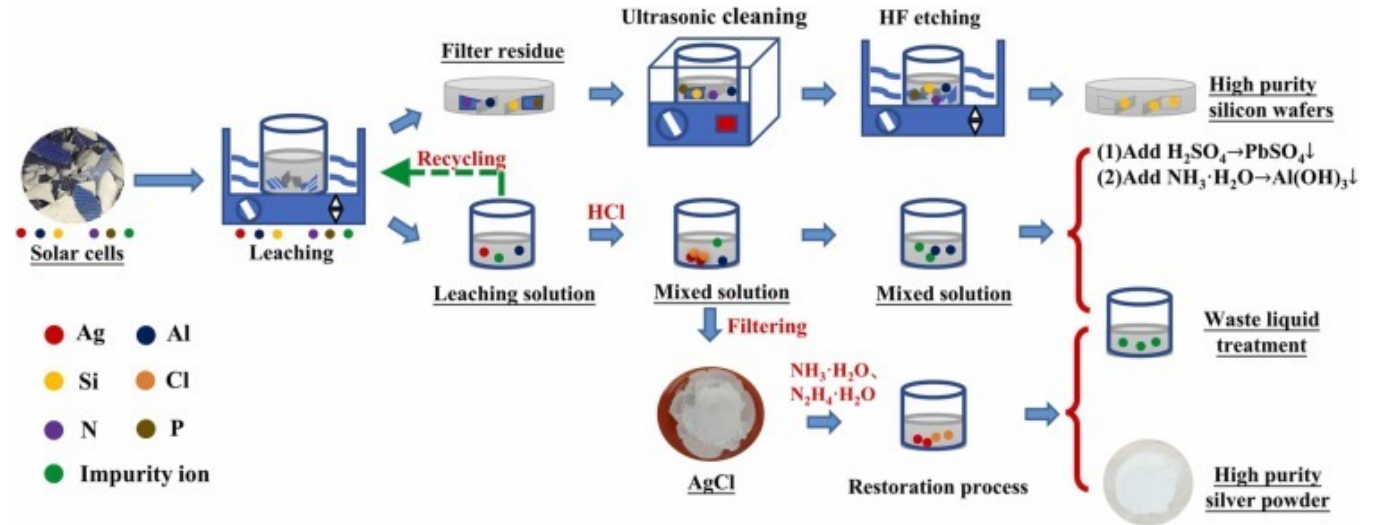 Ultrasonic cleaning
HF etching
Filter residue
High purity
silicon wafers
Recycling
(1)Add H₂SO₄→PbSO₄↓
(2)Add NH₃·H₂O→Al(OH)₃↓
HCl
Solar cells
Leaching
Leaching solution
Mixed solution
Mixed solution
Filtering
Waste liquid
treatment
Ag
Al
Si
Cl
N
P
Impurity ion
NH₃·H₂O、
N₂H₄·H₂O
AgCl
Restoration process
High purity
silver powder